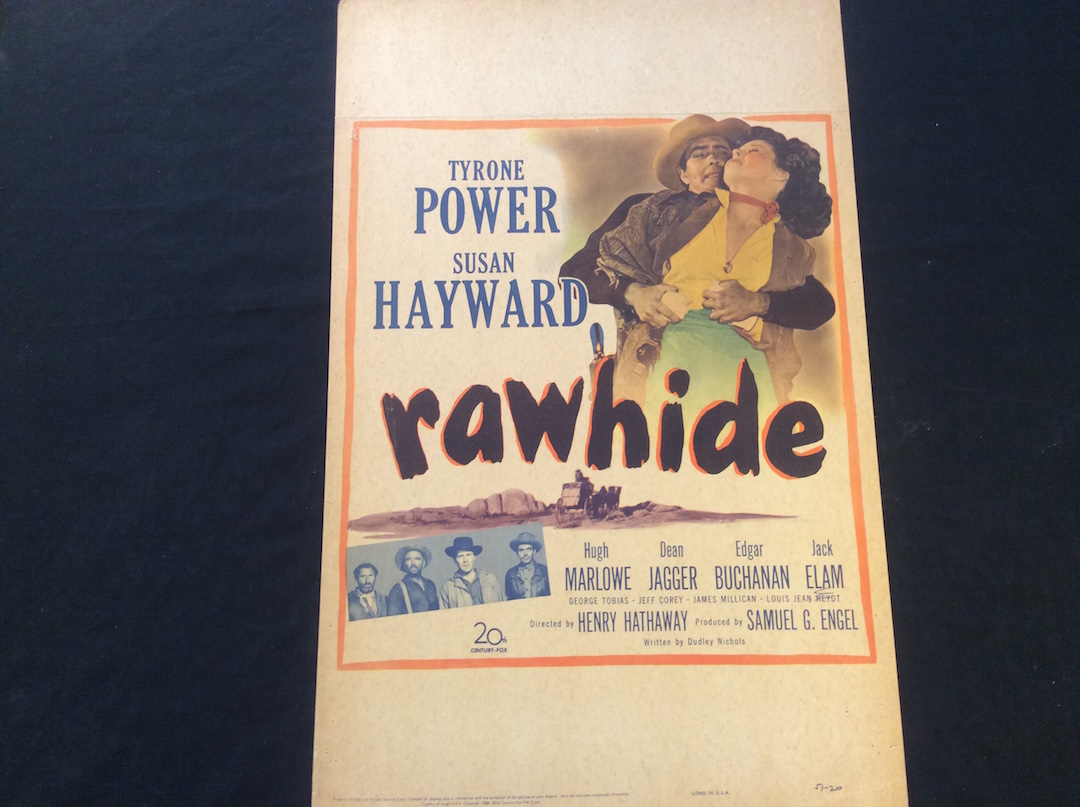 TYRONE
POWER
SUSAN
HAYWARD
rawhide
Hugh MARLOWE
Dean JAGGER
Edgar BUCHANAN
Jack ELAM
GEORGE TOBIAS · JEFF COREY · JAMES MILLICAN · LOUIS JEAN HEYDT
Directed by HENRY HATHAWAY Produced by SAMUEL G. ENGEL
Written by Dudley Nichols
20th
CENTURY-FOX
LITHO. IN U.S.A.
51-20